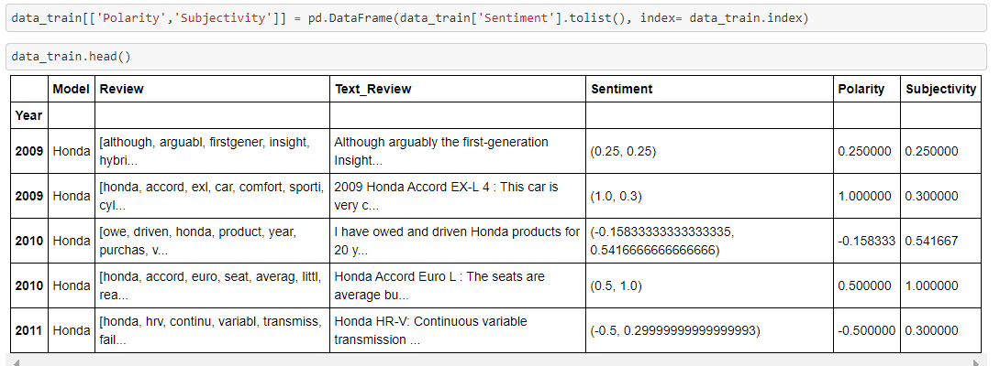 data_train[['Polarity','Subjectivity']] = pd.DataFrame(data_train['Sentiment'].tolist(), index= data_train.index)
data_train.head()
Model Review Text_Review Sentiment Polarity Subjectivity
Year
2009 Honda [although, arguabl, firstgener, insight, hybri... Although arguably the first-generation Insight... (0.25, 0.25) 0.250000 0.250000
2009 Honda [honda, accord, exl, car, comfort, sporti, cyl... 2009 Honda Accord EX-L 4 : This car is very c... (1.0, 0.3) 1.000000 0.300000
2010 Honda [owe, driven, honda, product, year, purchas, v... I have owed and driven Honda products for 20 y... (-0.15833333333333335, 0.5416666666666666) -0.158333 0.541667
2010 Honda [honda, accord, euro, seat, averag, littl, rea... Honda Accord Euro L : The seats are average bu... (0.5, 1.0) 0.500000 1.000000
2011 Honda [honda, hrv, continu, variabl, transmiss, fail... Honda HR-V: Continuous variable transmission ... (-0.5, 0.29999999999999993) -0.500000 0.300000